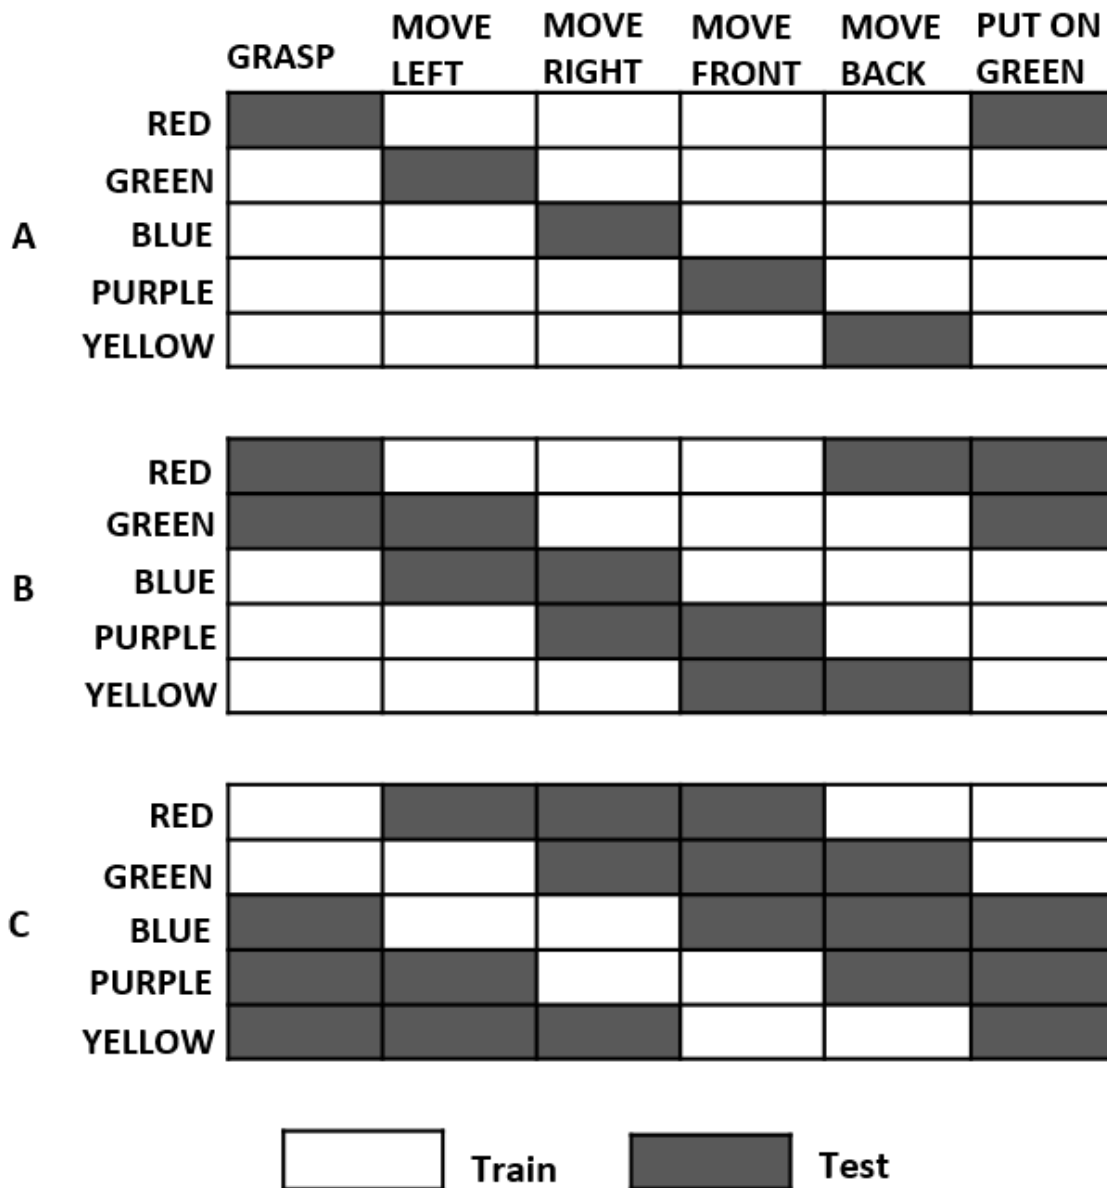 GRASP
MOVE LEFT
MOVE RIGHT
MOVE FRONT
MOVE BACK
PUT ON GREEN
A
RED
GREEN
BLUE
PURPLE
YELLOW
B
RED
GREEN
BLUE
PURPLE
YELLOW
C
RED
GREEN
BLUE
PURPLE
YELLOW
Train
Test